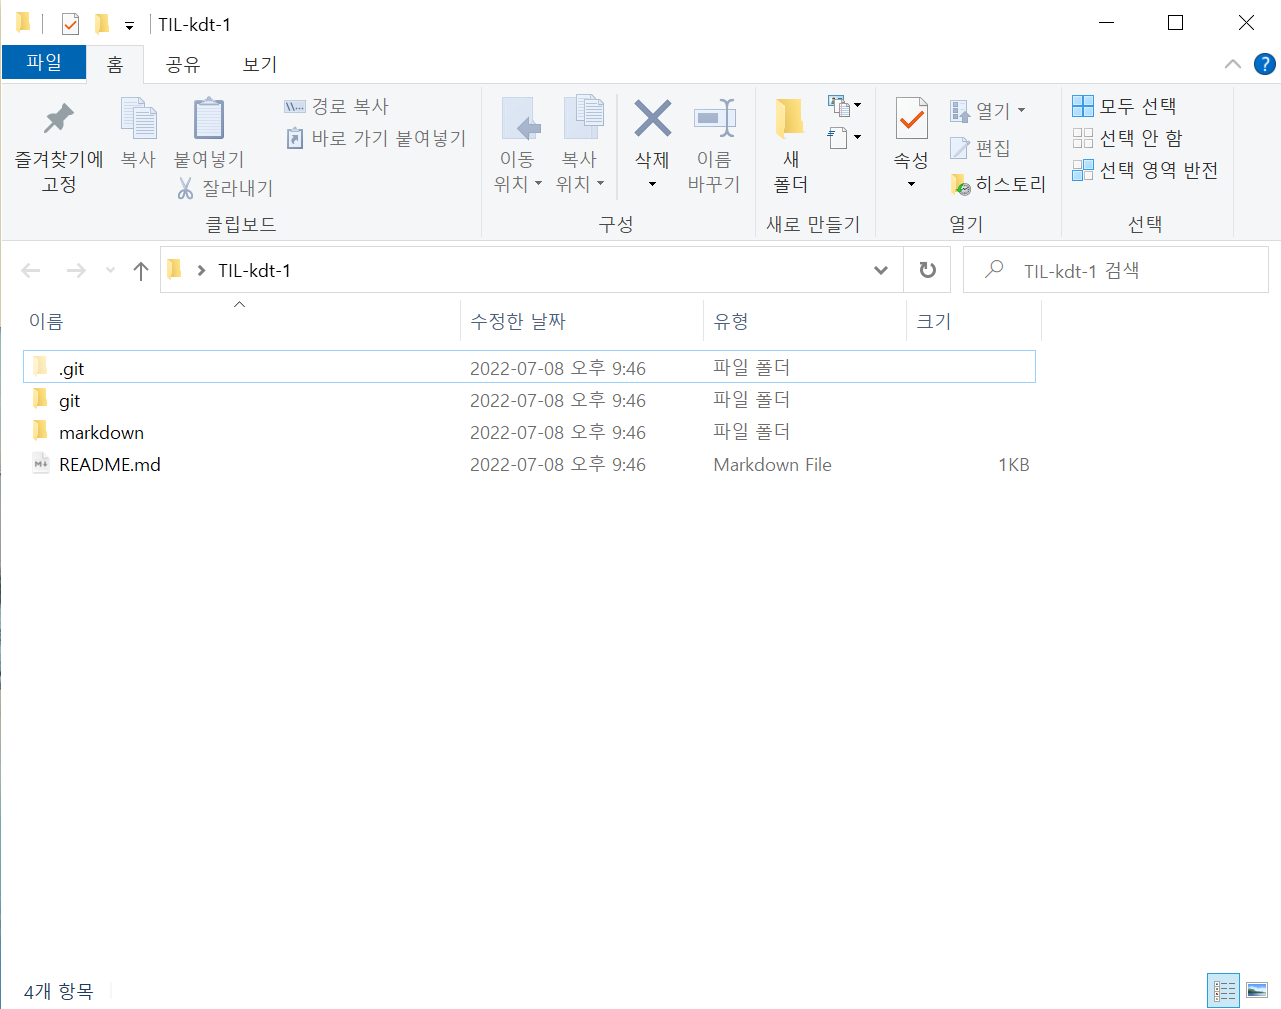 TIL-kdt-1
파일 홈 공유 보기
즐겨찾기에 고정
복사
붙여넣기
경로 복사
바로 가기 붙여넣기
잘라내기
클립보드
이동 위치
복사 위치
삭제
이름 바꾸기
구성
새 폴더
새로 만들기
속성
열기
편집
히스토리
열기
모두 선택
선택 안 함
선택 영역 반전
선택
TIL-kdt-1
TIL-kdt-1 검색
이름 수정한 날짜 유형 크기
.git 2022-07-08 오후 9:46 파일 폴더
git 2022-07-08 오후 9:46 파일 폴더
markdown 2022-07-08 오후 9:46 파일 폴더
README.md 2022-07-08 오후 9:46 Markdown File 1KB
4개 항목